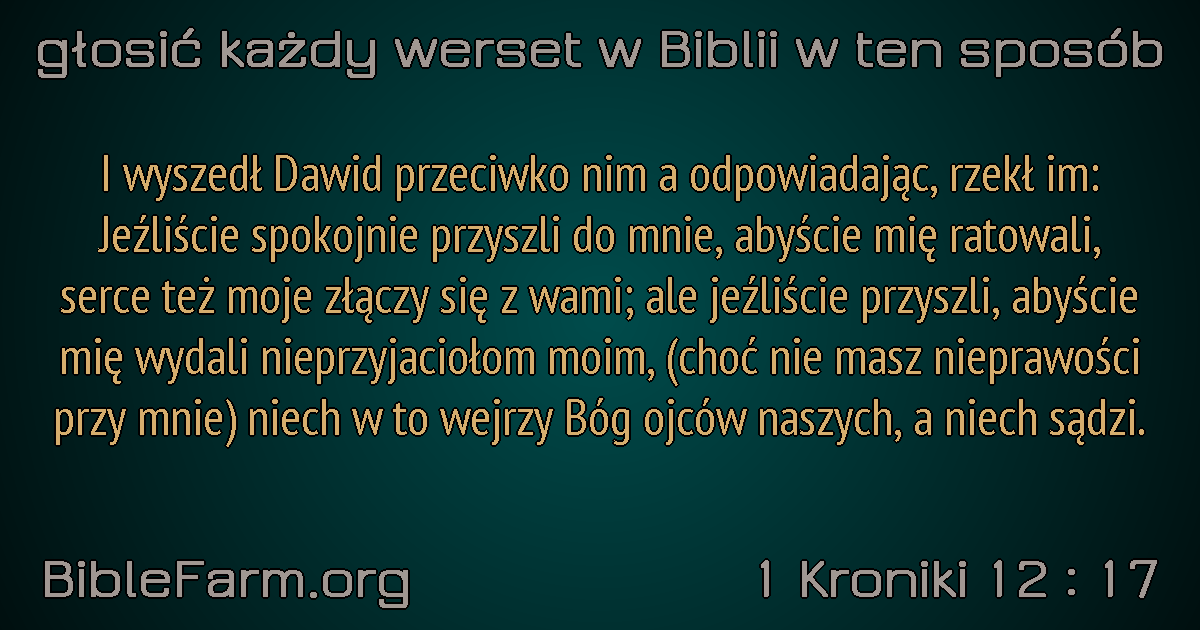 głosić każdy werset w Biblii w ten sposób
I wyszedł Dawid przeciwko nim a odpowiadając, rzekł im:
Jeźliście spokojnie przyszli do mnie, abyście mię ratowali,
serce też moje złączy się z wami; ale jeźliście przyszli, abyście
mię wydali nieprzyjaciołom moim, (choć nie masz nieprawości
przy mnie) niech w to wejrzy Bóg ojców naszych, a niech sądzi.
BibleFarm.org
1 Kroniki 12 : 17